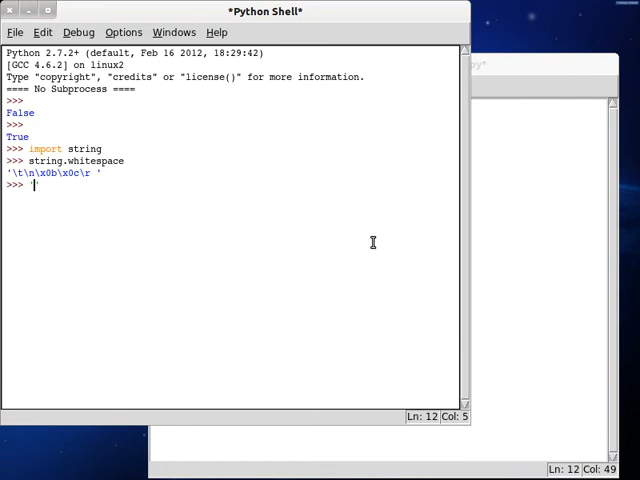 *Python Shell*
File Edit Debug Options Windows Help
Python 2.7.2+ (default, Feb 16 2012, 18:29:42)
[GCC 4.6.2] on linux2
Type "copyright", "credits" or "license()" for more information.
==== No Subprocess ====
>>>
False
>>>
True
>>> import string
>>> string.whitespace
'\t\n\x0b\x0c\r '
>>> ''
Ln: 12 Col: 5
py*
Ln: 12 Col: 49